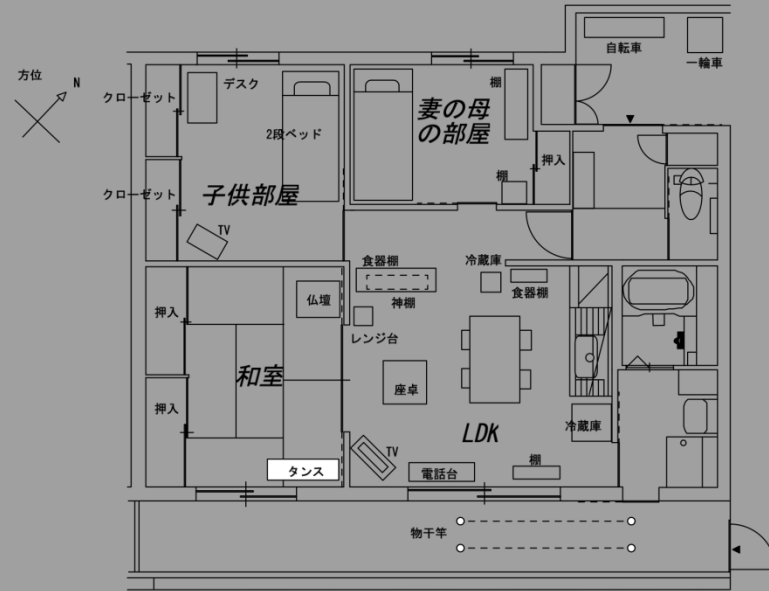 自転車
一輪車
方位
N
クローゼット
デスク
2段ベッド
妻の母
の部屋
棚
棚
押入
クローゼット
子供部屋
TV
食器棚
神棚
冷蔵庫
食器棚
押入
仏壇
レンジ台
和室
座卓
押入
冷蔵庫
LDK
タンス
TV
電話台
棚
物干竿